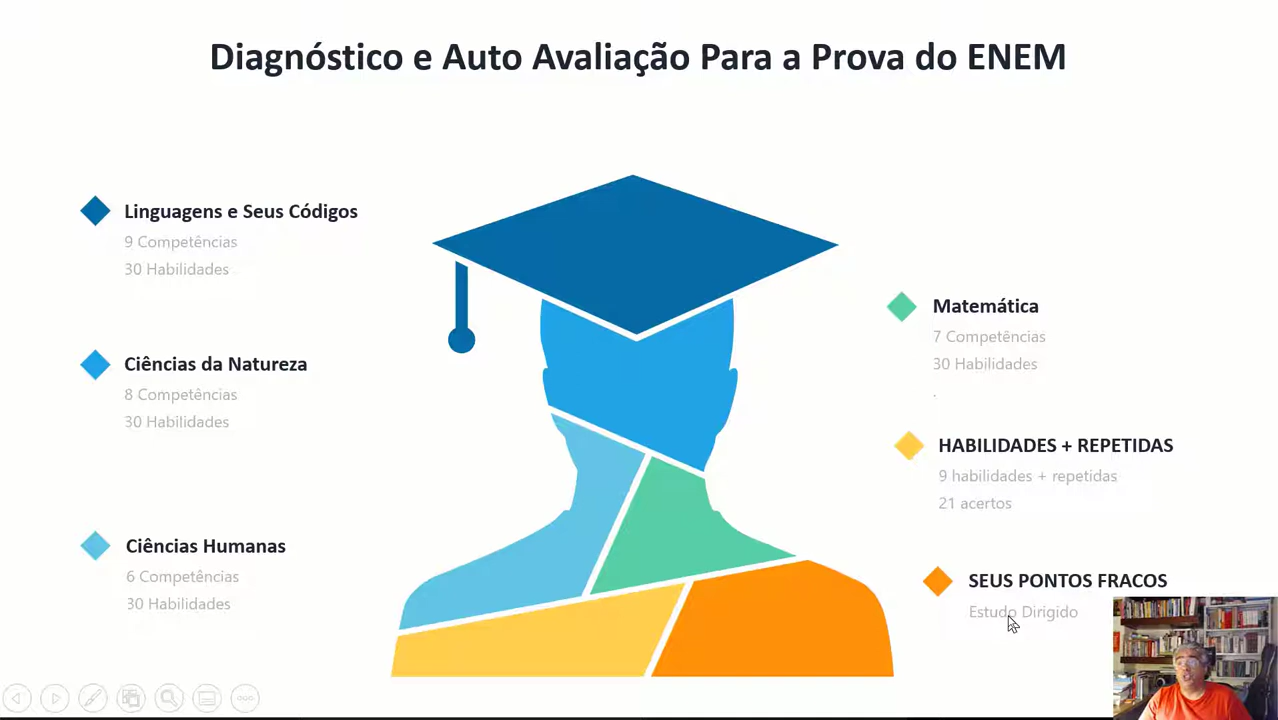 Diagnóstico e Auto Avaliação Para a Prova do ENEM
Linguagens e Seus Códigos
9 Competências
30 Habilidades
Ciências da Natureza
8 Competências
30 Habilidades
Ciências Humanas
6 Competências
30 Habilidades
Matemática
7 Competências
30 Habilidades
.
HABILIDADES + REPETIDAS
9 habilidades + repetidas
21 acertos
SEUS PONTOS FRACOS
Estudo Dirigido